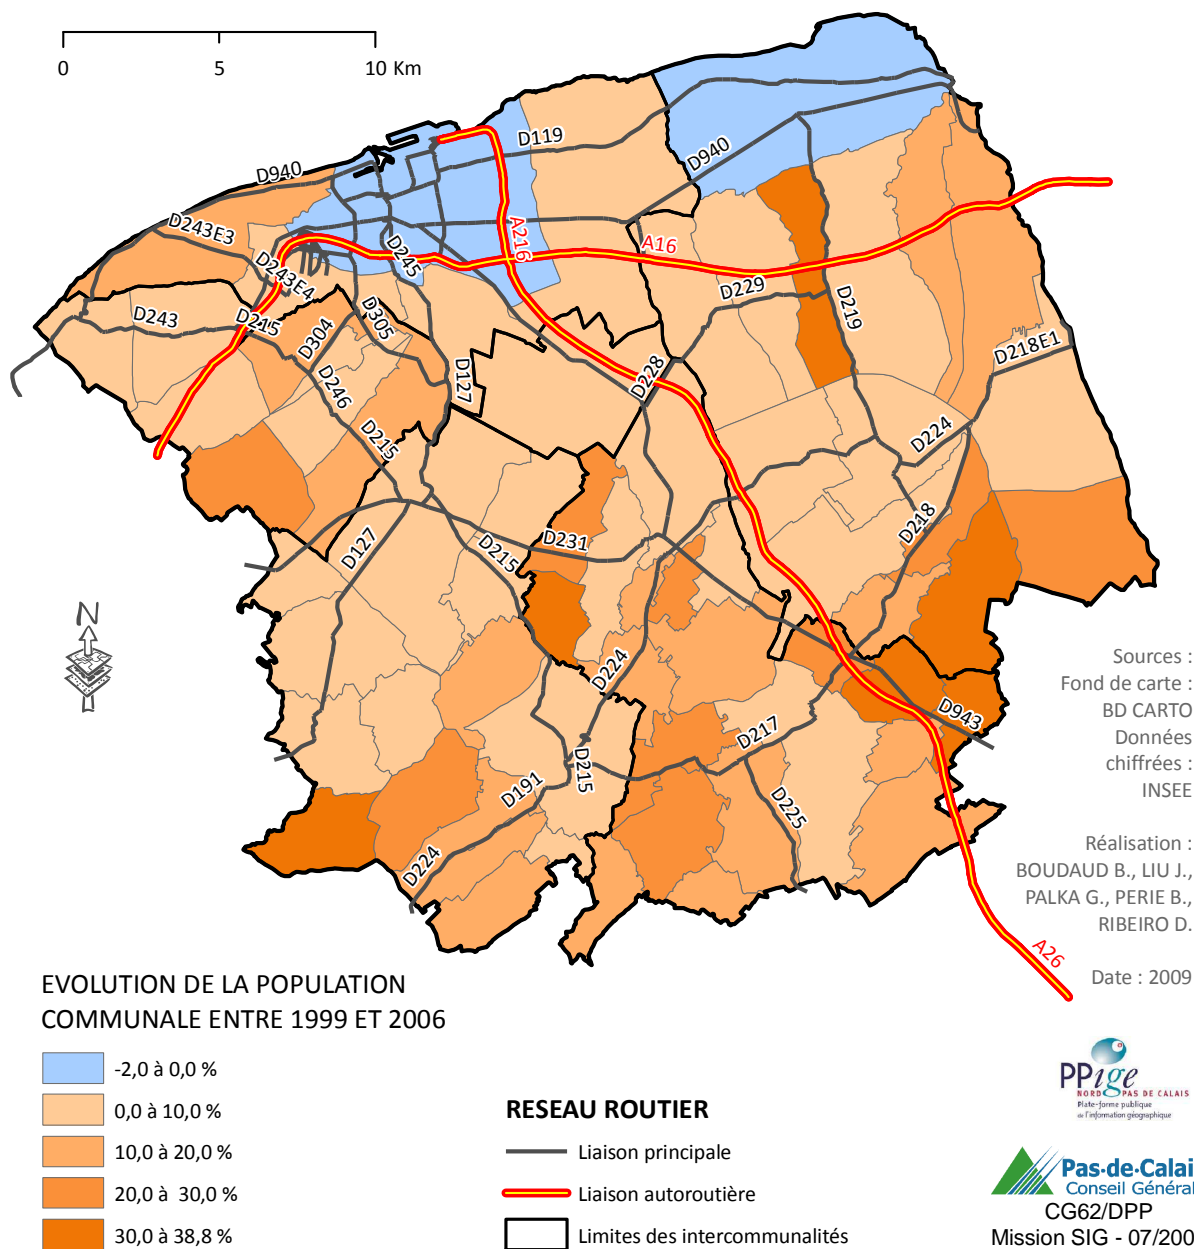 0 5 10 Km
D119
D940
D940
D243E3
A216
A16
D245
D243E4
D229
D219
D243
D215
D304
D305
D218E1
D127
D228
D246
D215
D224
D218
D127
D231
D215
D224
D217
D943
D215
D191
D225
D224
A26
N
Sources :
Fond de carte :
BD CARTO
Données
chiffrées :
INSEE
Réalisation :
BOUDAUD B., LIU J.,
PALKA G., PERIE B.,
RIBEIRO D.
Date : 2009
EVOLUTION DE LA POPULATION
COMMUNALE ENTRE 1999 ET 2006
-2,0 à 0,0 %
0,0 à 10,0 %
10,0 à 20,0 %
20,0 à 30,0 %
30,0 à 38,8 %
RESEAU ROUTIER
Liaison principale
Liaison autoroutière
Limites des intercommunalités
PPige
NORD PAS DE CALAIS
Plate-forme publique
de l'information géographique
Pas-de-Calai
Conseil Général
CG62/DPP
Mission SIG - 07/200